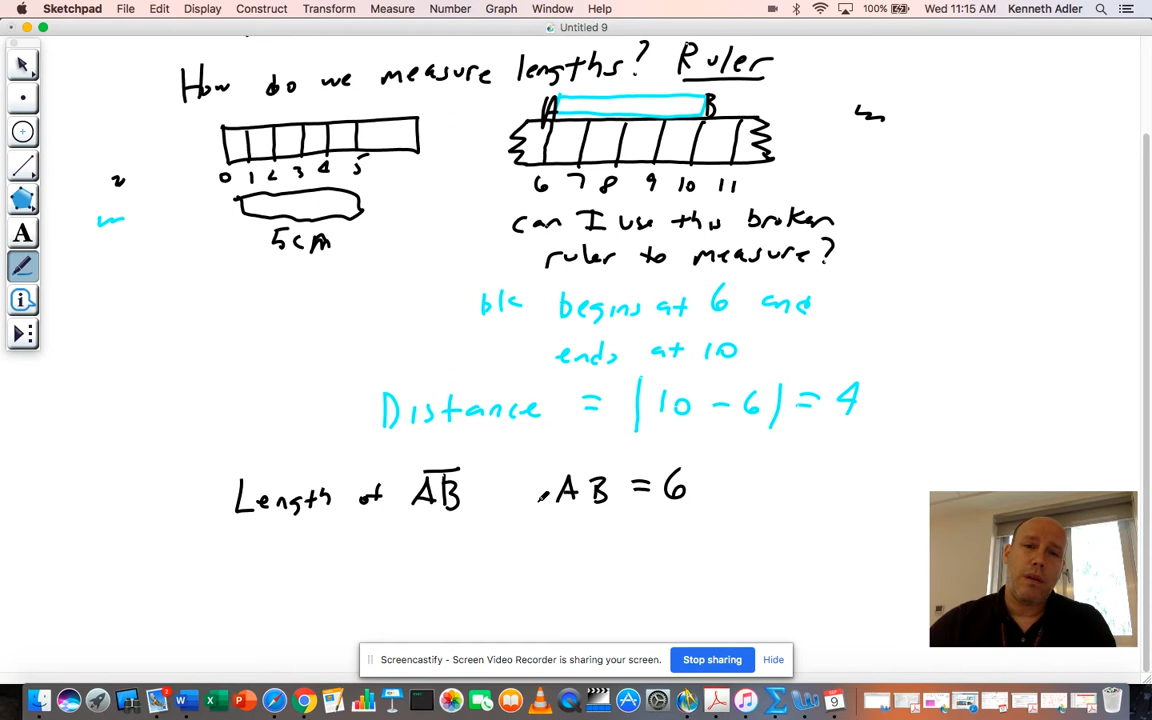 Sketchpad File Edit Display Construct Transform Measure Number Graph Window Help 100% Wed 11:15 AM Kenneth Adler
Untitled 9
How do we measure lengths? Ruler
A B
0 1 2 3 4 5
6 7 8 9 10 11
5cm
can I use this broken
ruler to measure?
b/c begins at 6 and
ends at 10
Distance = |10 - 6| = 4
Length of AB AB = 6
Screencastify - Screen Video Recorder is sharing your screen. Stop sharing Hide